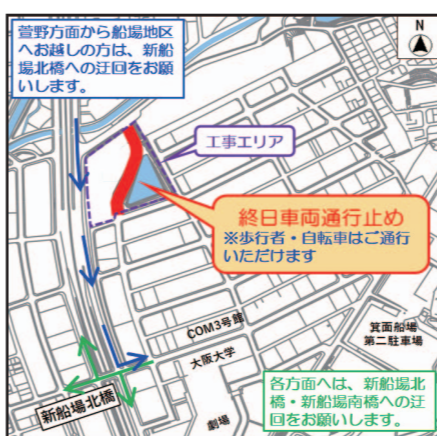 菅野方面から船場地区
へお越しの方は、新船
場北橋への迂回をお願
いします。
N
工事エリア
終日車両通行止め
※歩行者・自転車はご通行
いただけます
COM3号館
大阪大学
箕面船場
第二駐車場
新船場北橋
劇場
各方面へは、新船場北
橋・新船場南橋への迂
回をお願いします。